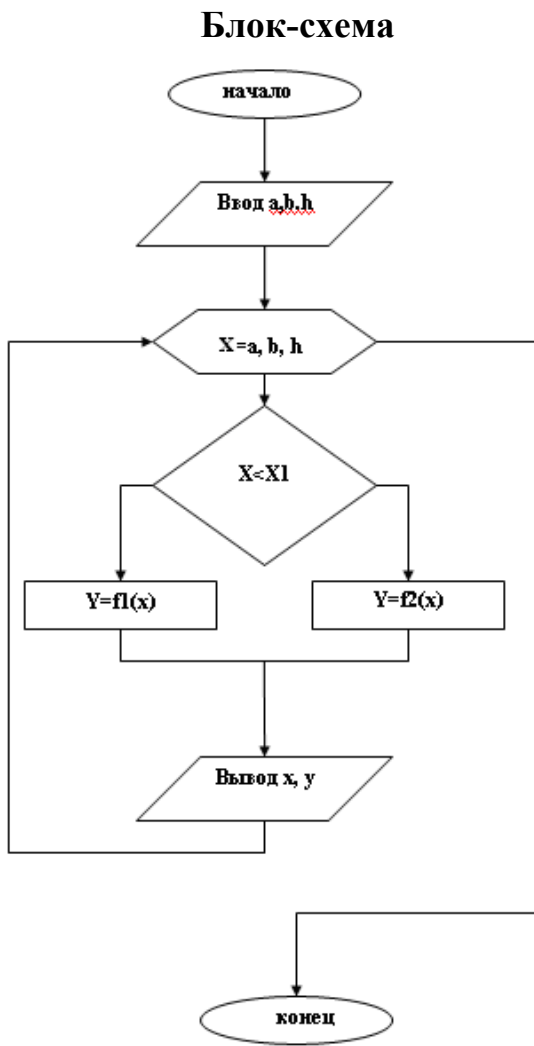 Блок-схема
начало
Ввод a,b,h
X=a, b, h
X<X1
Y=f1(x)
Y=f2(x)
Вывод x, y
конец